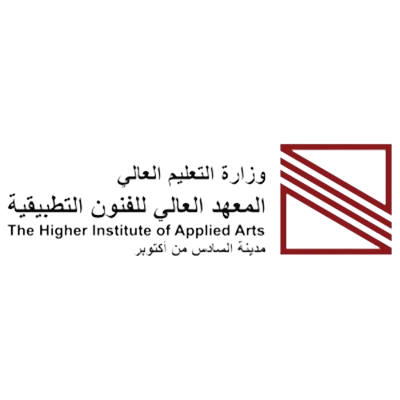 وزارة التعليم العالي
المعهد العالي للفنون التطبيقية
The Higher Institute of Applied Arts
مدينة السادس من أكتوبر